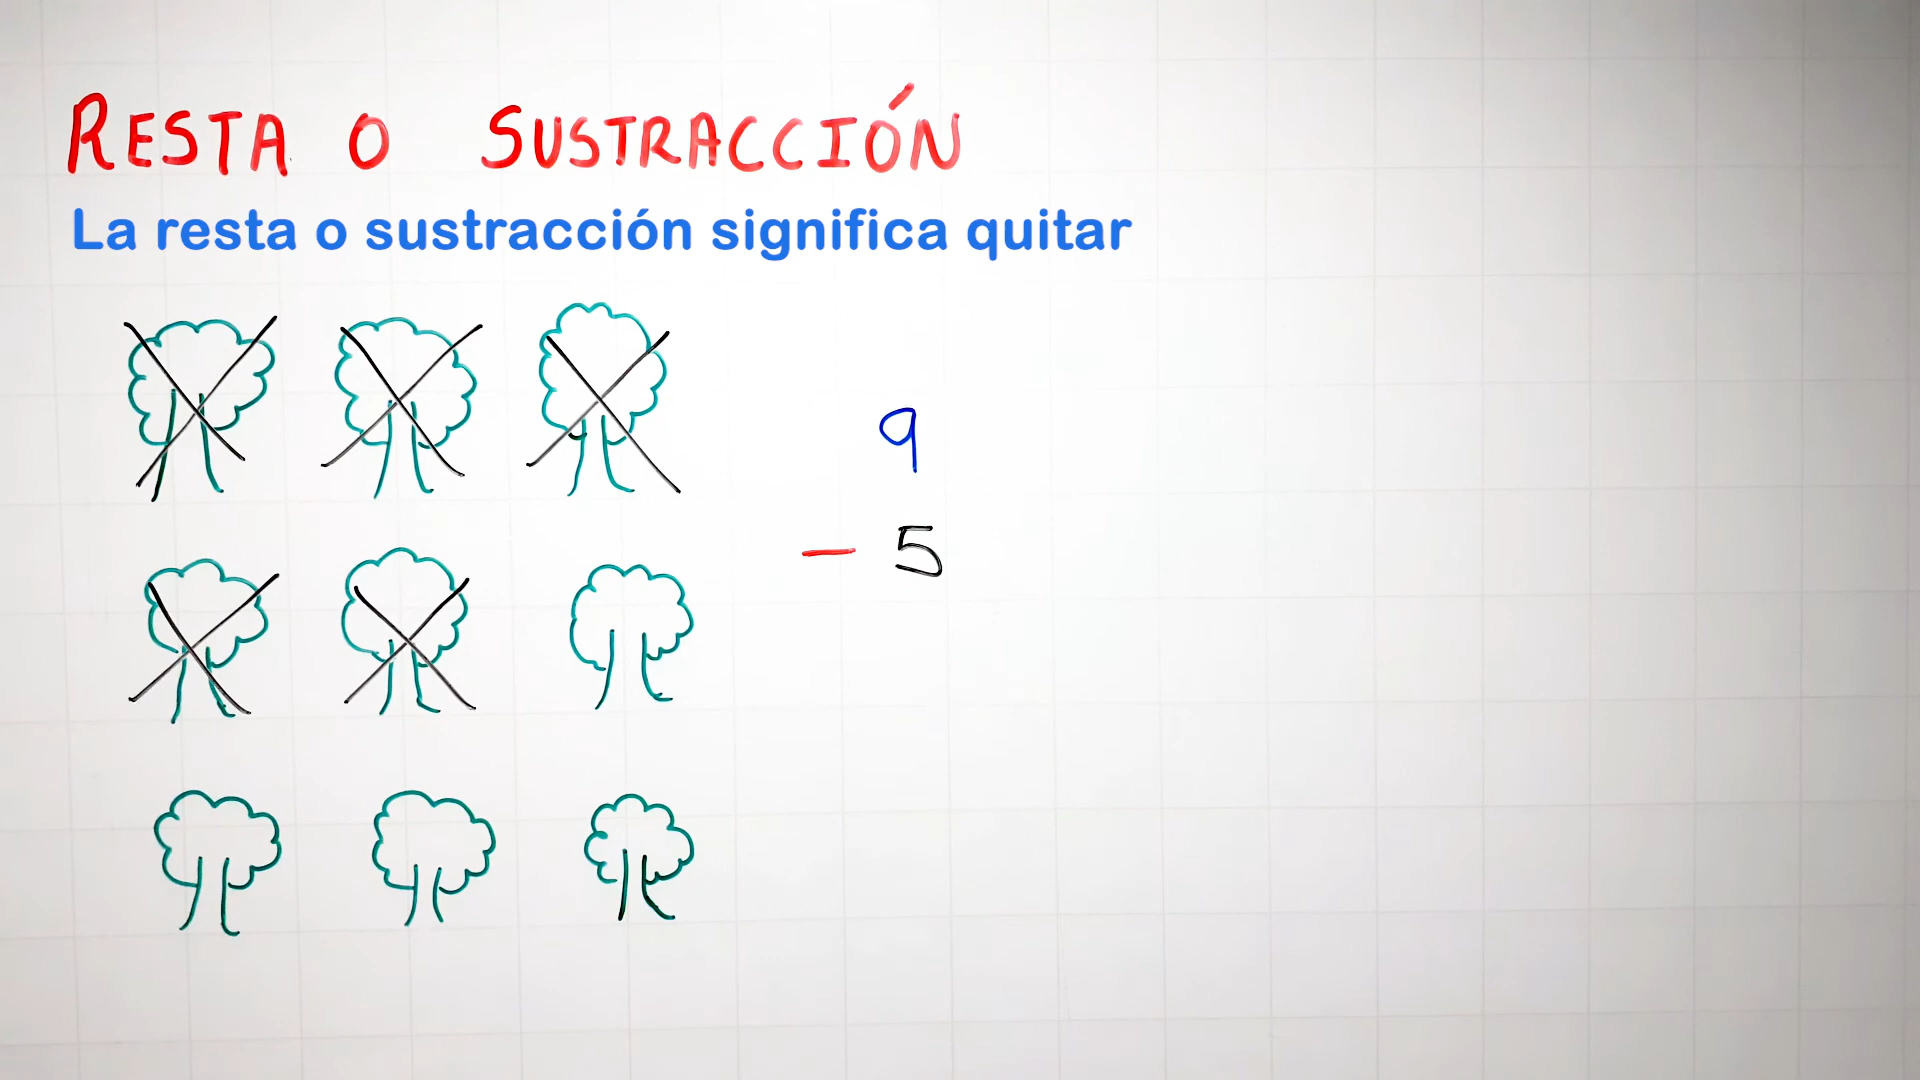 RESTA O SUSTRACCIÓN
La resta o sustracción significa quitar
9
- 5